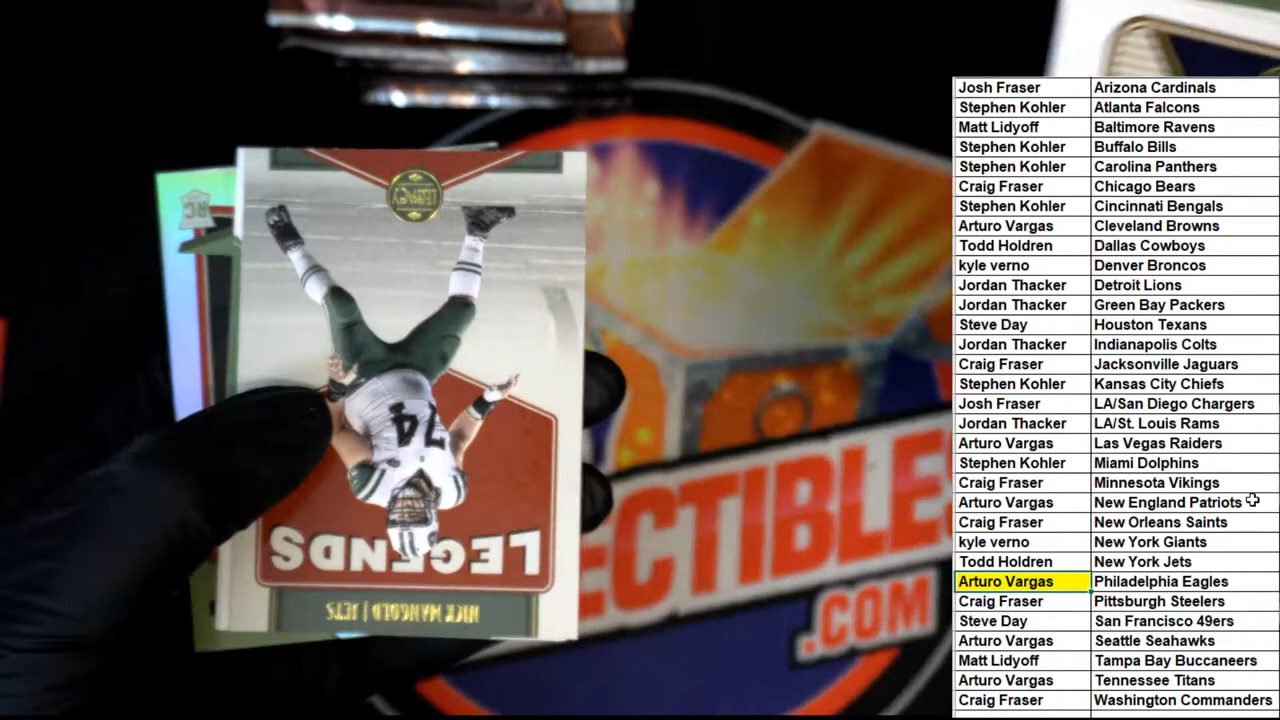 RC
LEGACY
74
LEGENDS
NICK MANGOLD | JETS
ECTIBLES
.COM
Josh Fraser Arizona Cardinals
Stephen Kohler Atlanta Falcons
Matt Lidyoff Baltimore Ravens
Stephen Kohler Buffalo Bills
Stephen Kohler Carolina Panthers
Craig Fraser Chicago Bears
Stephen Kohler Cincinnati Bengals
Arturo Vargas Cleveland Browns
Todd Holdren Dallas Cowboys
kyle verno Denver Broncos
Jordan Thacker Detroit Lions
Jordan Thacker Green Bay Packers
Steve Day Houston Texans
Jordan Thacker Indianapolis Colts
Craig Fraser Jacksonville Jaguars
Stephen Kohler Kansas City Chiefs
Josh Fraser LA/San Diego Chargers
Jordan Thacker LA/St. Louis Rams
Arturo Vargas Las Vegas Raiders
Stephen Kohler Miami Dolphins
Craig Fraser Minnesota Vikings
Arturo Vargas New England Patriots
Craig Fraser New Orleans Saints
kyle verno New York Giants
Todd Holdren New York Jets
Arturo Vargas Philadelphia Eagles
Craig Fraser Pittsburgh Steelers
Steve Day San Francisco 49ers
Arturo Vargas Seattle Seahawks
Matt Lidyoff Tampa Bay Buccaneers
Arturo Vargas Tennessee Titans
Craig Fraser Washington Commanders